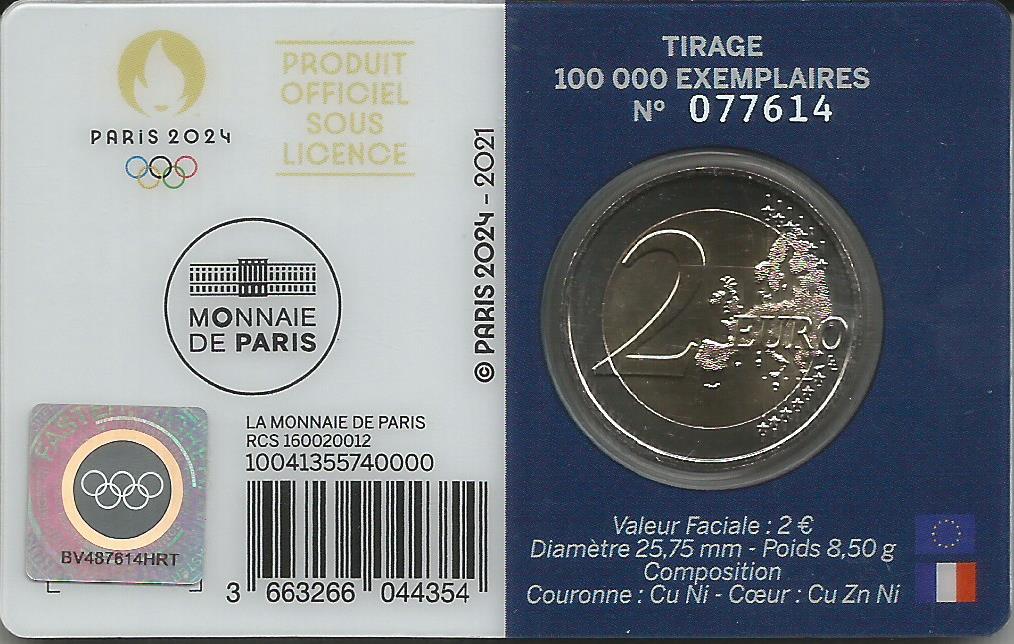 PARIS 2024
PRODUIT
OFFICIEL
SOUS
LICENCE
MONNAIE
DE PARIS
© PARIS 2024 - 2021
LA MONNAIE DE PARIS
RCS 160020012
10041355740000
BV487614HRT
3 663266 044354
TIRAGE
100 000 EXEMPLAIRES
N° 077614
2 EURO
Valeur Faciale : 2 €
Diamètre 25,75 mm - Poids 8,50 g
Composition
Couronne : Cu Ni - Cœur : Cu Zn Ni